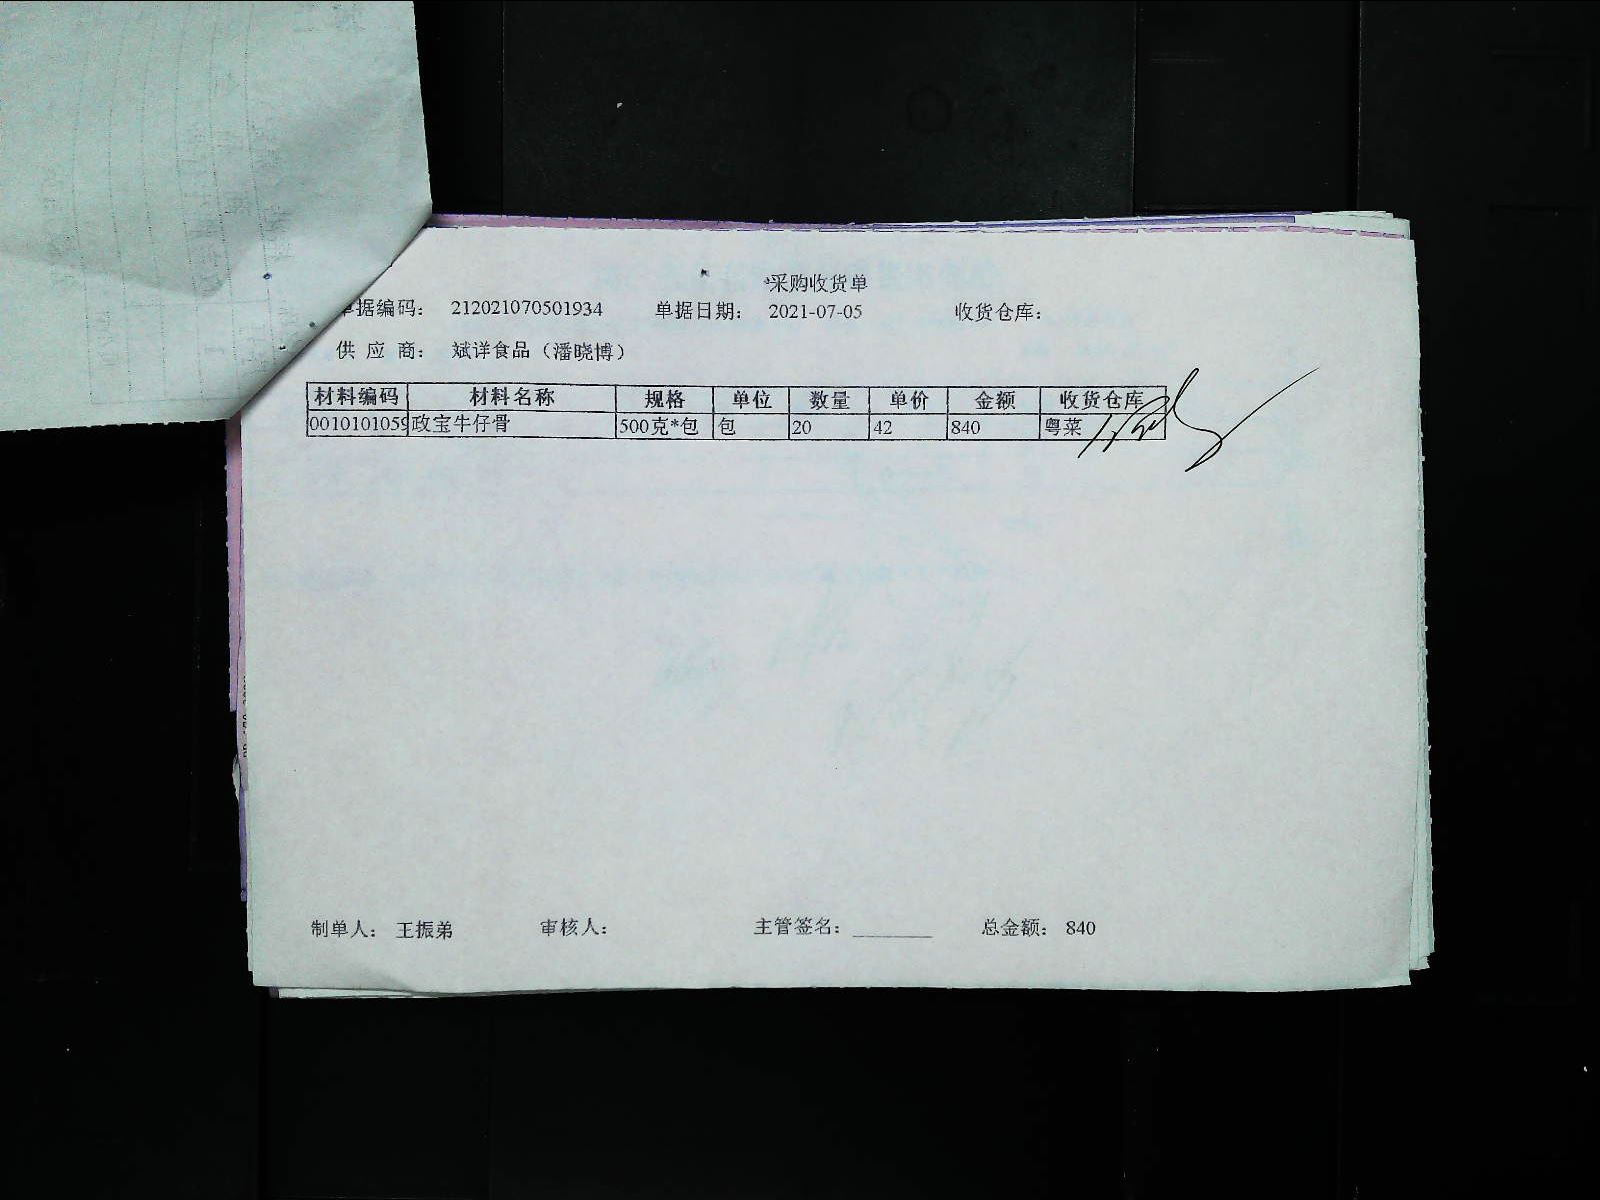 采购收货单
单据编码： 212021070501934 单据日期： 2021-07-05 收货仓库：
供 应 商： 斌详食品（潘晓博）
材料编码 材料名称 规格 单位 数量 单价 金额 收货仓库
0010101059 政宝牛仔骨 500克*包 包 20 42 840 粤菜
制单人： 王振弟 审核人： 主管签名： 总金额： 840